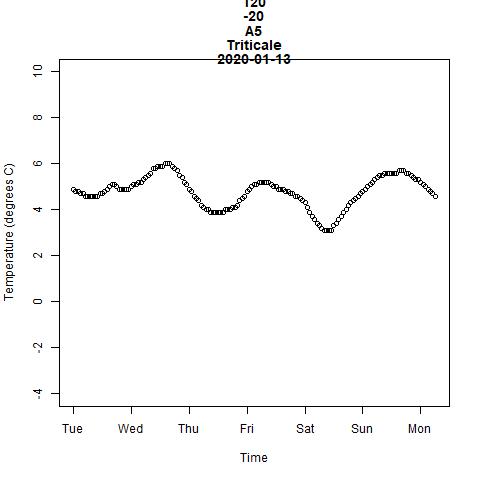 120
-20
A5
Triticale
2020-01-13
Temperature (degrees C)
10
8
6
4
2
0
-2
-4
Tue Wed Thu Fri Sat Sun Mon
Time